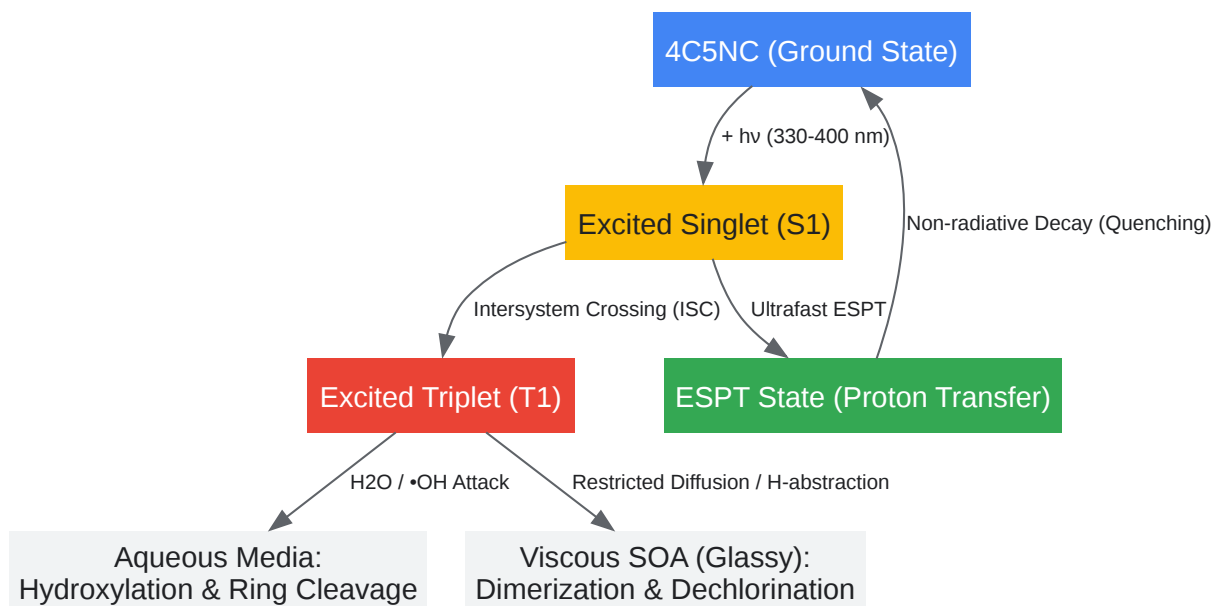 4C5NC (Ground State)
+ hν (330-400 nm)
Excited Singlet (S1)
Non-radiative Decay (Quenching)
Intersystem Crossing (ISC)
Ultrafast ESPT
Excited Triplet (T1)
ESPT State (Proton Transfer)
H2O / •OH Attack
Restricted Diffusion / H-abstraction
Aqueous Media:
Hydroxylation & Ring Cleavage
Viscous SOA (Glassy):
Dimerization & Dechlorination